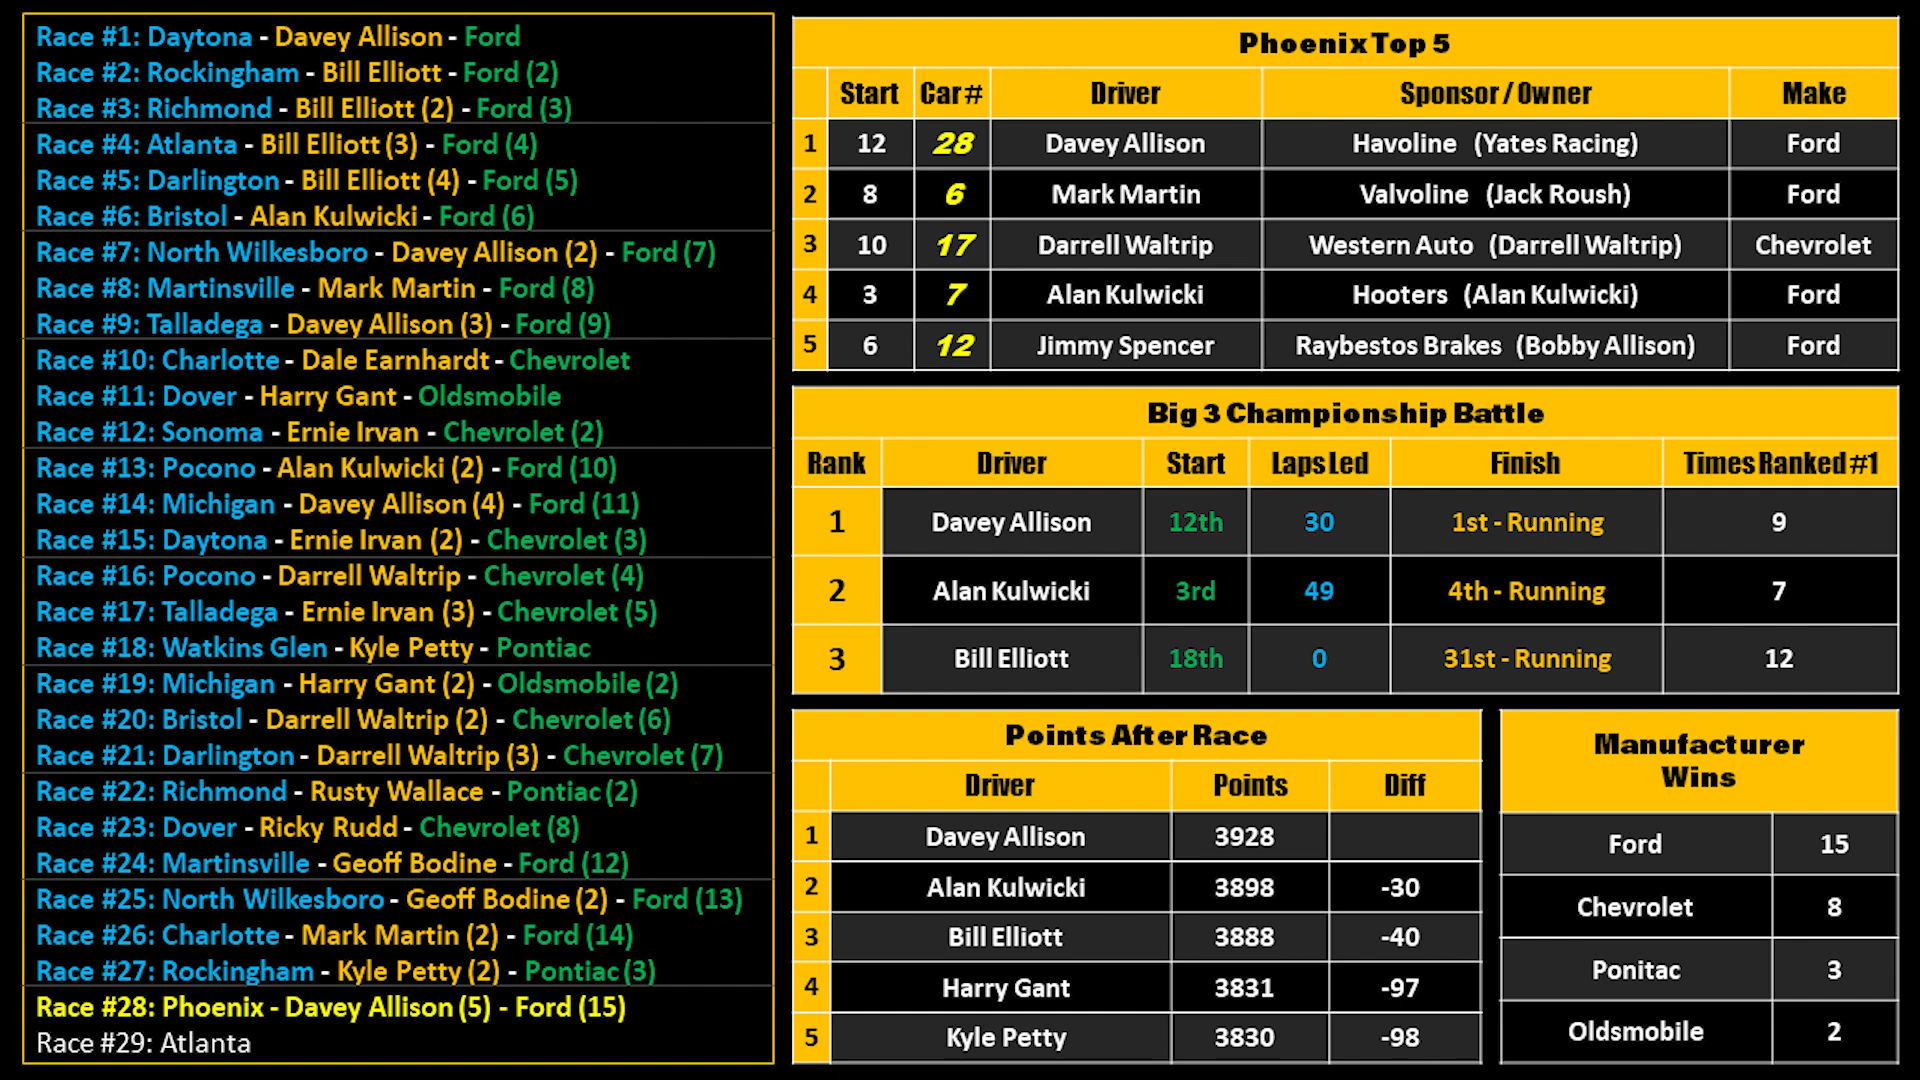 Race #1: Daytona - Davey Allison - Ford
Race #2: Rockingham - Bill Elliott - Ford (2)
Race #3: Richmond - Bill Elliott (2) - Ford (3)
Race #4: Atlanta - Bill Elliott (3) - Ford (4)
Race #5: Darlington - Bill Elliott (4) - Ford (5)
Race #6: Bristol - Alan Kulwicki - Ford (6)
Race #7: North Wilkesboro - Davey Allison (2) - Ford (7)
Race #8: Martinsville - Mark Martin - Ford (8)
Race #9: Talladega - Davey Allison (3) - Ford (9)
Race #10: Charlotte - Dale Earnhardt - Chevrolet
Race #11: Dover - Harry Gant - Oldsmobile
Race #12: Sonoma - Ernie Irvan - Chevrolet (2)
Race #13: Pocono - Alan Kulwicki (2) - Ford (10)
Race #14: Michigan - Davey Allison (4) - Ford (11)
Race #15: Daytona - Ernie Irvan (2) - Chevrolet (3)
Race #16: Pocono - Darrell Waltrip - Chevrolet (4)
Race #17: Talladega - Ernie Irvan (3) - Chevrolet (5)
Race #18: Watkins Glen - Kyle Petty - Pontiac
Race #19: Michigan - Harry Gant (2) - Oldsmobile (2)
Race #20: Bristol - Darrell Waltrip (2) - Chevrolet (6)
Race #21: Darlington - Darrell Waltrip (3) - Chevrolet (7)
Race #22: Richmond - Rusty Wallace - Pontiac (2)
Race #23: Dover - Ricky Rudd - Chevrolet (8)
Race #24: Martinsville - Geoff Bodine - Ford (12)
Race #25: North Wilkesboro - Geoff Bodine (2) - Ford (13)
Race #26: Charlotte - Mark Martin (2) - Ford (14)
Race #27: Rockingham - Kyle Petty (2) - Pontiac (3)
Race #28: Phoenix - Davey Allison (5) - Ford (15)
Race #29: Atlanta
Phoenix Top 5
Start Car # Driver Sponsor / Owner Make
1 12 28 Davey Allison Havoline (Yates Racing) Ford
2 8 6 Mark Martin Valvoline (Jack Roush) Ford
3 10 17 Darrell Waltrip Western Auto (Darrell Waltrip) Chevrolet
4 3 7 Alan Kulwicki Hooters (Alan Kulwicki) Ford
5 6 12 Jimmy Spencer Raybestos Brakes (Bobby Allison) Ford
Big 3 Championship Battle
Rank Driver Start Laps Led Finish Times Ranked #1
1 Davey Allison 12th 30 1st - Running 9
2 Alan Kulwicki 3rd 49 4th - Running 7
3 Bill Elliott 18th 0 31st - Running 12
Points After Race
Driver Points Diff
1 Davey Allison 3928
2 Alan Kulwicki 3898 -30
3 Bill Elliott 3888 -40
4 Harry Gant 3831 -97
5 Kyle Petty 3830 -98
Manufacturer
Wins
Ford 15
Chevrolet 8
Ponitac 3
Oldsmobile 2